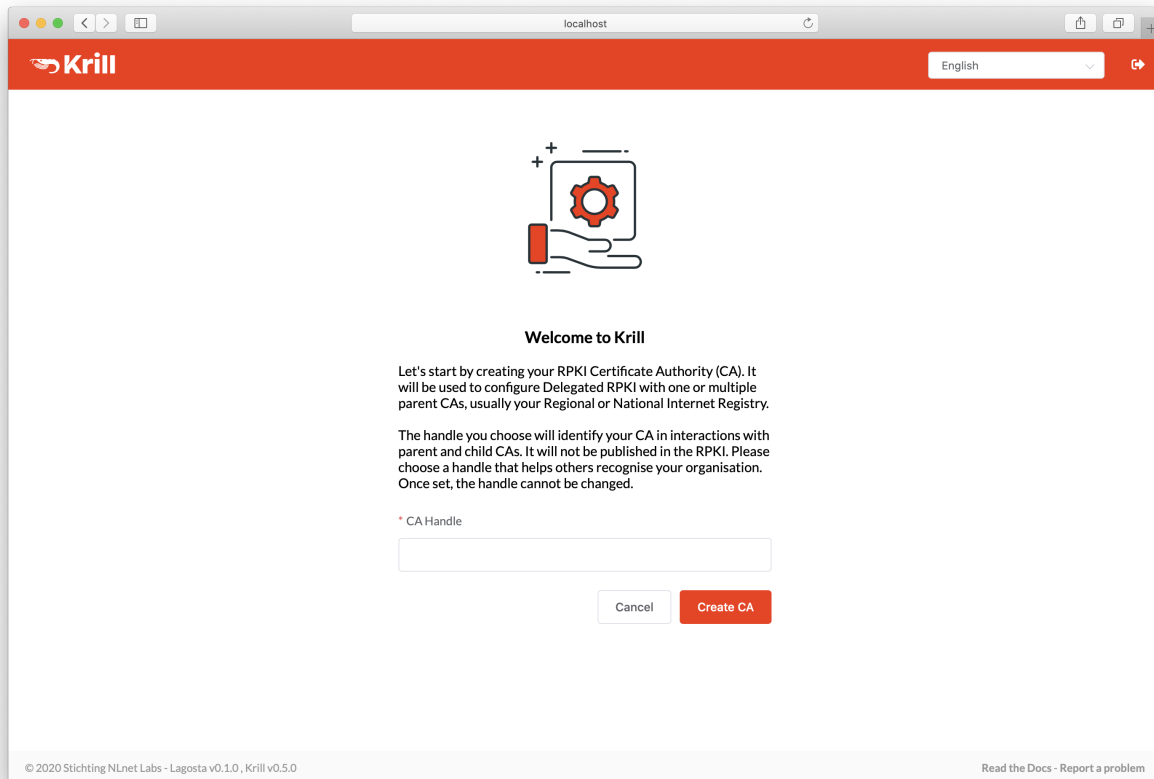 localhost
Krill
English
Welcome to Krill
Let's start by creating your RPKI Certificate Authority (CA). It
will be used to configure Delegated RPKI with one or multiple
parent CAs, usually your Regional or National Internet Registry.
The handle you choose will identify your CA in interactions with
parent and child CAs. It will not be published in the RPKI. Please
choose a handle that helps others recognise your organisation.
Once set, the handle cannot be changed.
* CA Handle
Cancel
Create CA
© 2020 Stichting NLnet Labs - Lagosta v0.1.0 , Krill v0.5.0
Read the Docs - Report a problem